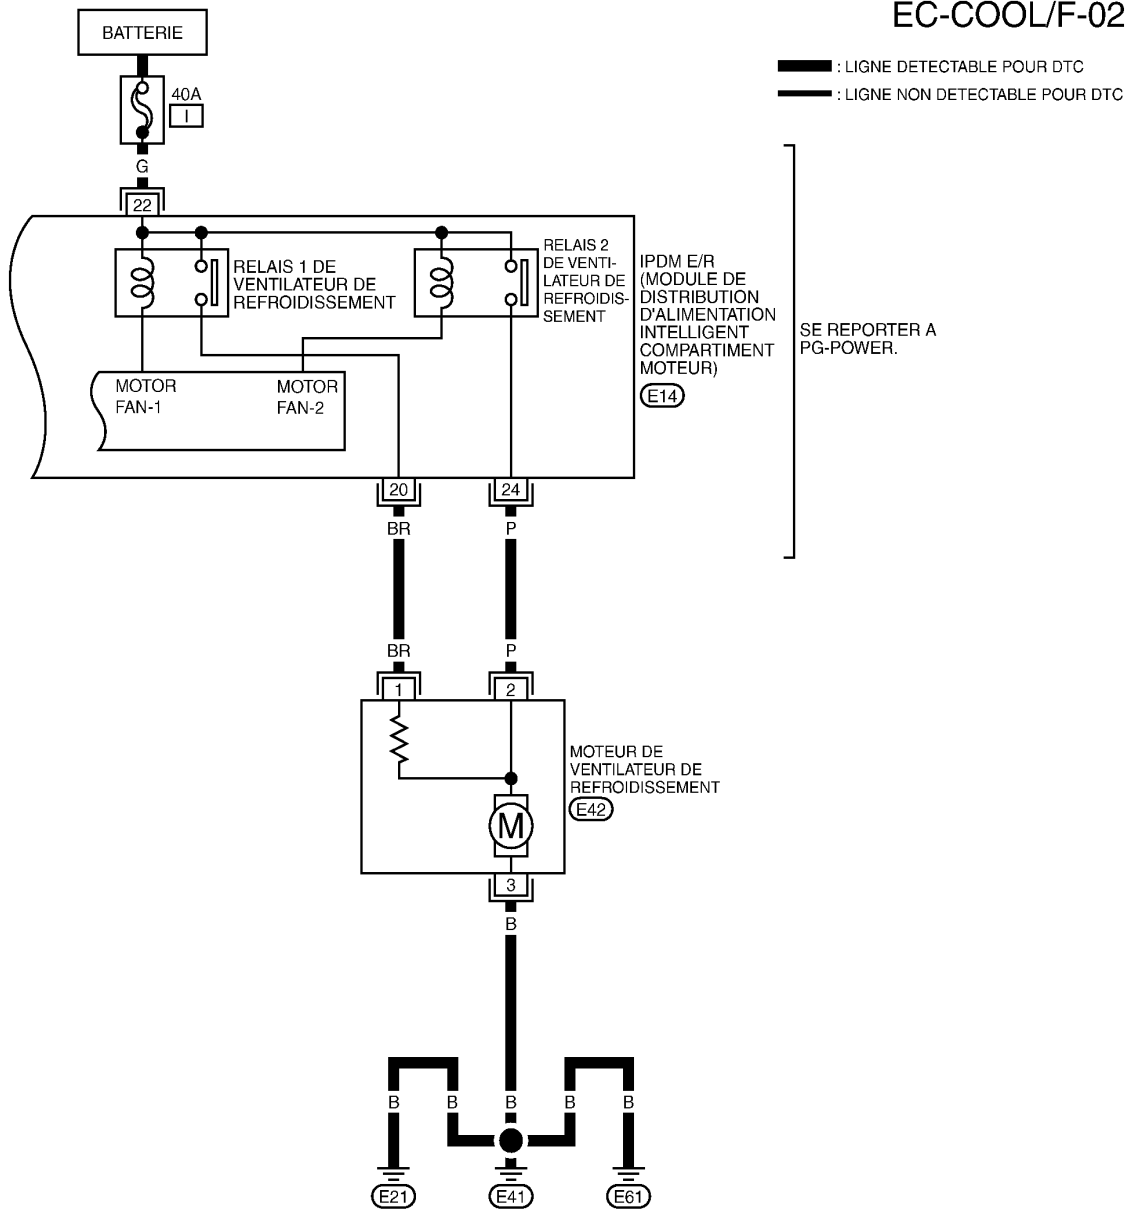 EC-COOL/F-02
BATTERIE
: LIGNE DETECTABLE POUR DTC
: LIGNE NON DETECTABLE POUR DTC
40A
I
G
22
RELAIS 1 DE
VENTILATEUR DE
REFROIDISSEMENT
RELAIS 2
DE VENTI-
LATEUR DE
REFROIDIS-
SEMENT
IPDM E/R
(MODULE DE
DISTRIBUTION
D'ALIMENTATION
INTELLIGENT
COMPARTIMENT
MOTEUR)
E14
SE REPORTER A
PG-POWER.
MOTOR
FAN-1
MOTOR
FAN-2
20
24
BR
P
BR
P
1
2
MOTEUR DE
VENTILATEUR DE
REFROIDISSEMENT
E42
M
3
B
B
B
B
B
B
E21
E41
E61